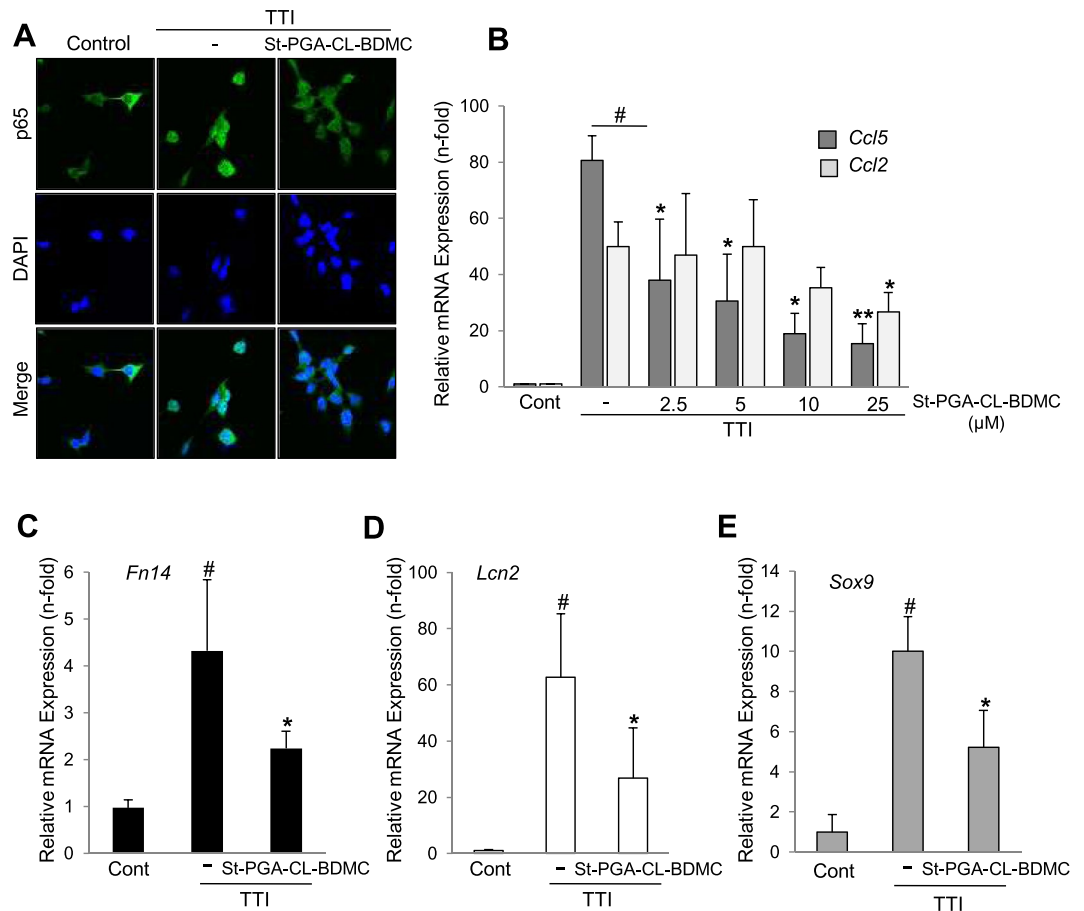 A
TTI
Control - St-PGA-CL-BDMC
p65
DAPI
Merge
B
Relative mRNA Expression (n-fold)
100
80
60
40
20
0
#
* * * ** *
Ccl5
Ccl2
Cont - 2.5 5 10 25 St-PGA-CL-BDMC
(µM)
TTI
C
Relative mRNA Expression (n-fold)
6
5
4
3
2
1
0
Fn14
#
*
Cont - St-PGA-CL-BDMC
TTI
D
Relative mRNA Expression (n-fold)
100
80
60
40
20
0
Lcn2
#
*
Cont - St-PGA-CL-BDMC
TTI
E
Relative mRNA Expression (n-fold)
14
12
10
8
6
4
2
0
Sox9
#
*
Cont - St-PGA-CL-BDMC
TTI